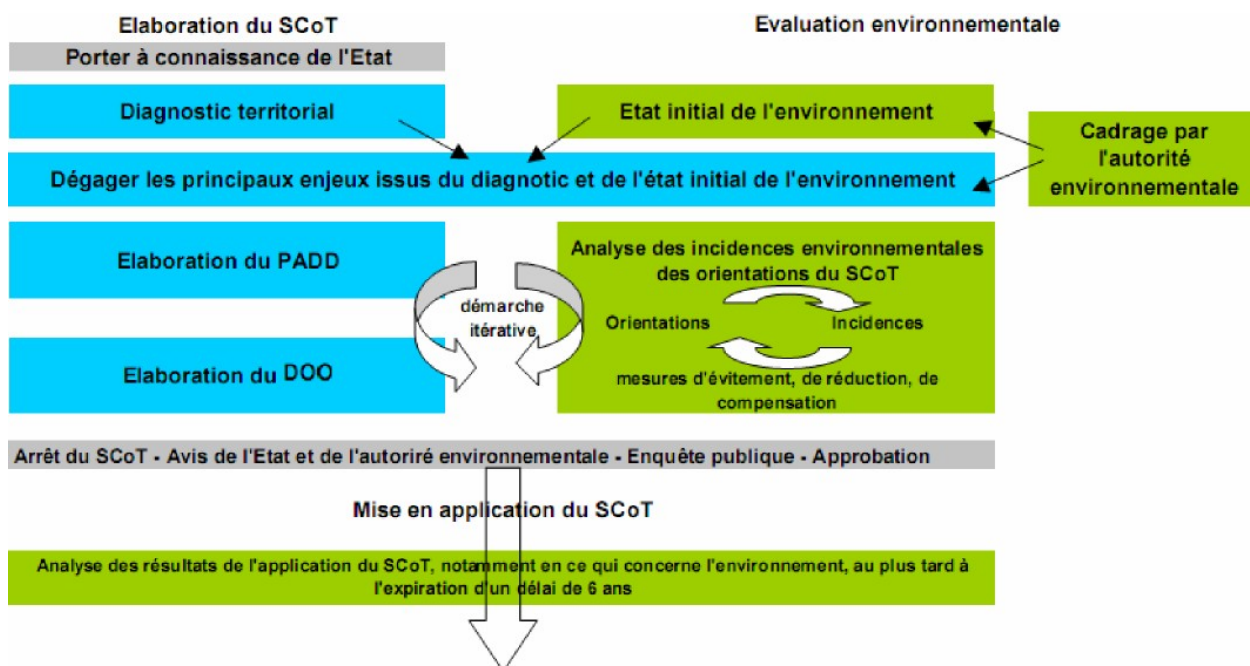 Elaboration du SCoT
Evaluation environnementale
Porter à connaissance de l'Etat
Diagnostic territorial
Etat initial de l'environnement
Cadrage par
l'autorité
environnementale
Dégager les principaux enjeux issus du diagnotic et de l'état initial de l'environnement
Elaboration du PADD
Analyse des incidences environnementales
des orientations du SCoT
démarche
itérative
Orientations
Incidences
Elaboration du DOO
mesures d'évitement, de réduction, de
compensation
Arrêt du SCoT - Avis de l'Etat et de l'autoriré environnementale - Enquête publique - Approbation
Mise en application du SCoT
Analyse des résultats de l'application du SCoT, notamment en ce qui concerne l'environnement, au plus tard à
l'expiration d'un délai de 6 ans